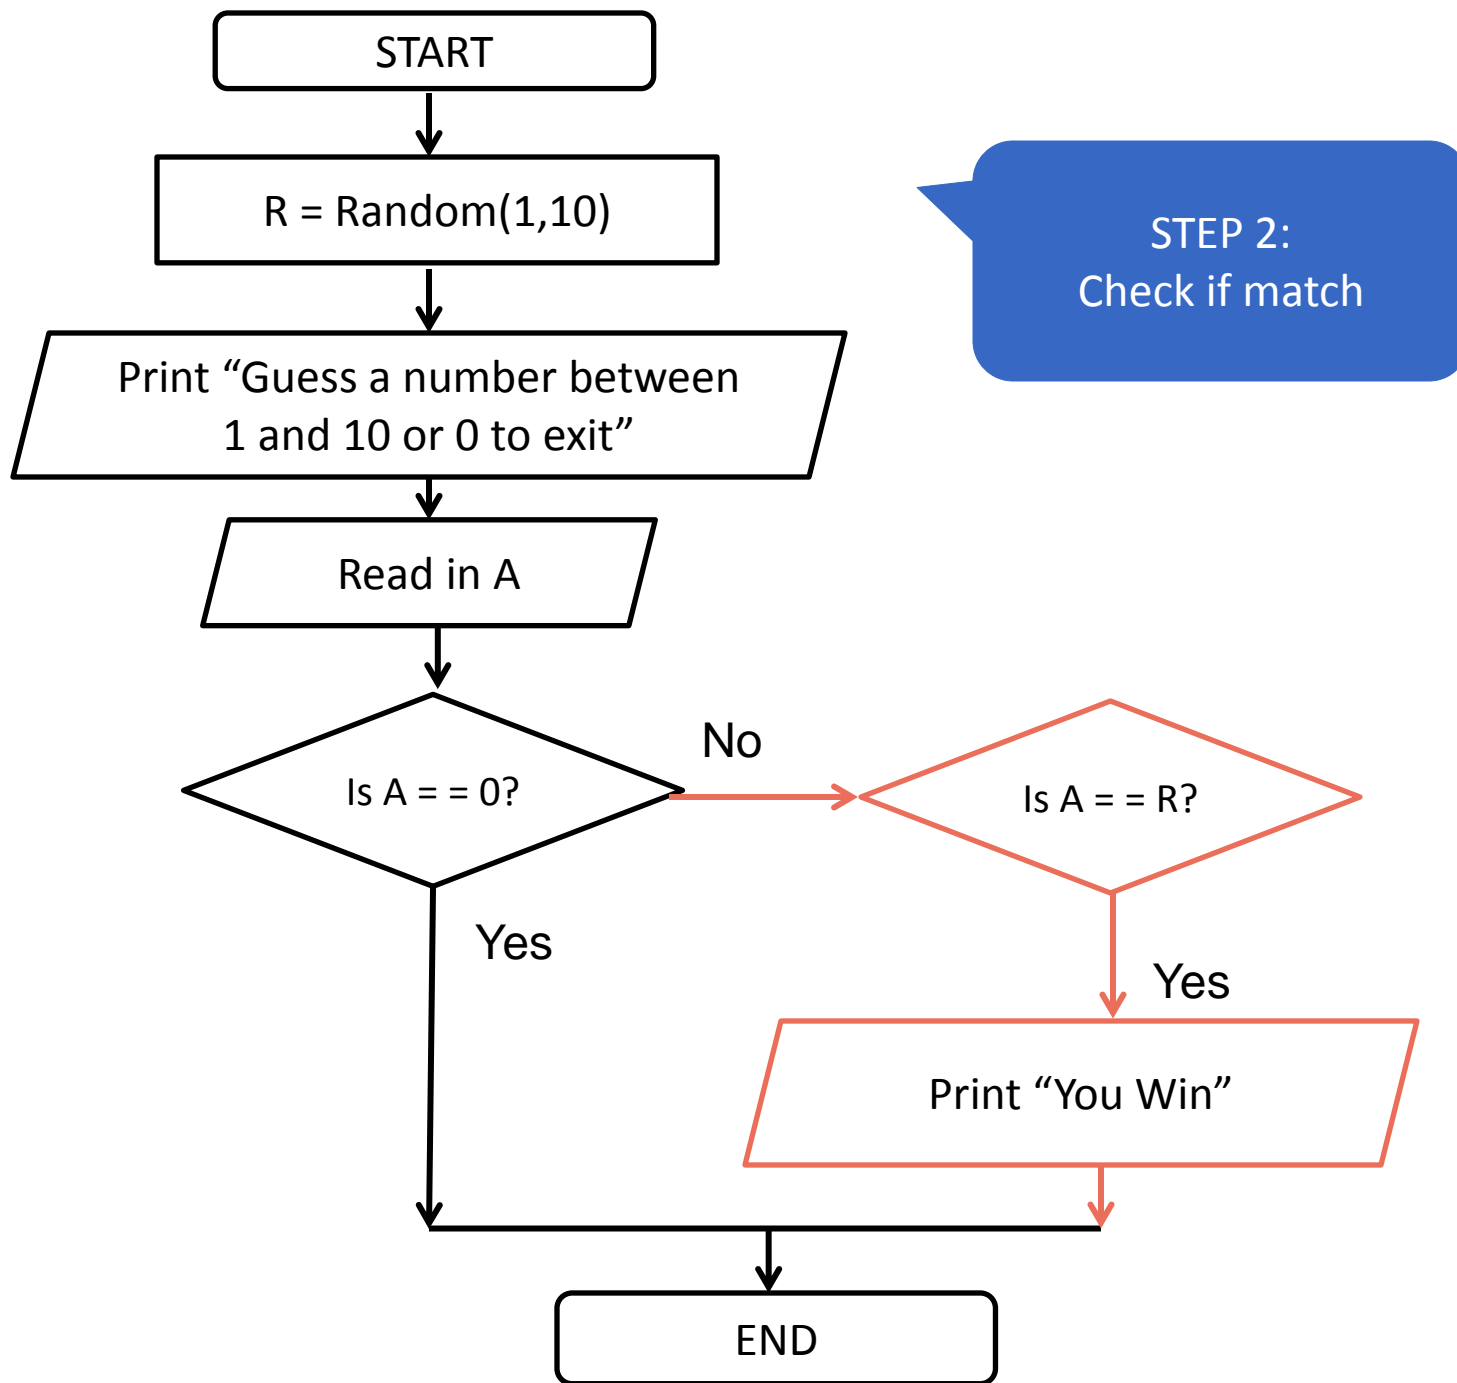 START
R = Random(1,10)
STEP 2:
Check if match
Print “Guess a number between
1 and 10 or 0 to exit”
Read in A
No
Is A = = 0?
Is A = = R?
Yes
Yes
Print “You Win”
END